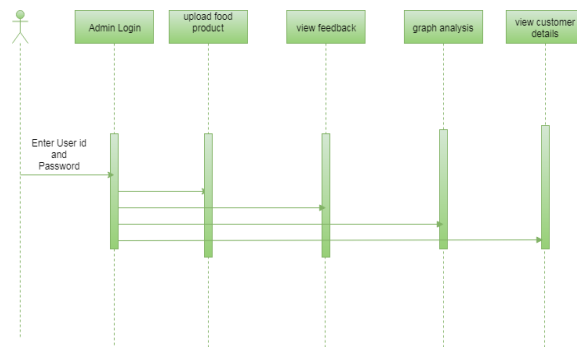 Admin Login
upload food
product
view feedback
graph analysis
view customer
details
Enter User id
and
Password